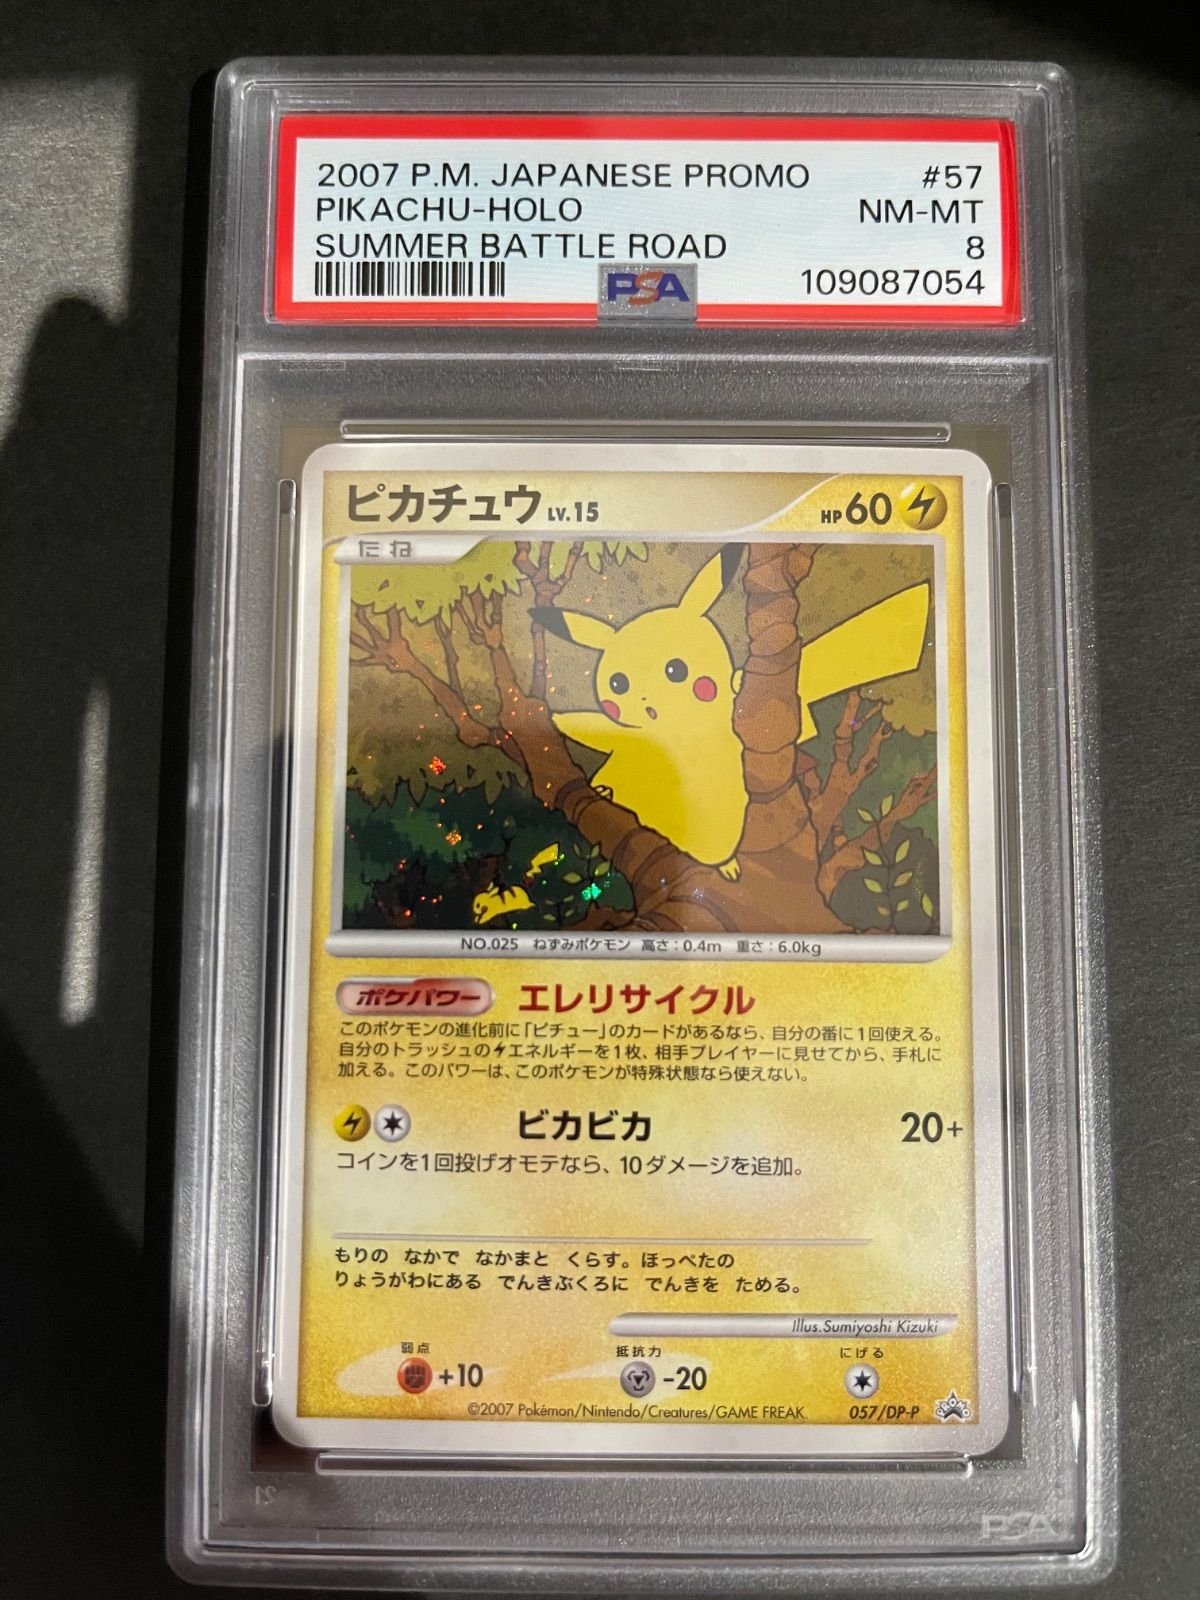 2007 P.M. JAPANESE PROMO #57
PIKACHU-HOLO NM-MT
SUMMER BATTLE ROAD 8
PSA 109087054
ピカチュウ LV.15 HP60
たね
NO.025 ねずみポケモン 高さ:0.4m 重さ:6.0kg
ポケパワー エレリサイクル
このポケモンの進化前に「ピチュー」のカードがあるなら、自分の番に1回使える。
自分のトラッシュのエネルギーを1枚、相手プレイヤーに見せてから、手札に
加える。このパワーは、このポケモンが特殊状態なら使えない。
ビカビカ 20+
コインを1回投げオモテなら、10ダメージを追加。
もりの なかで なかまと くらす。ほっぺたの
りょうがわにある でんきぶくろに でんきを ためる。
Illus.Sumiyoshi Kizuki
弱点 +10 抵抗力 -20 にげる
©2007 Pokémon/Nintendo/Creatures/GAME FREAK. 057/DP-P PROMO
21 PSA